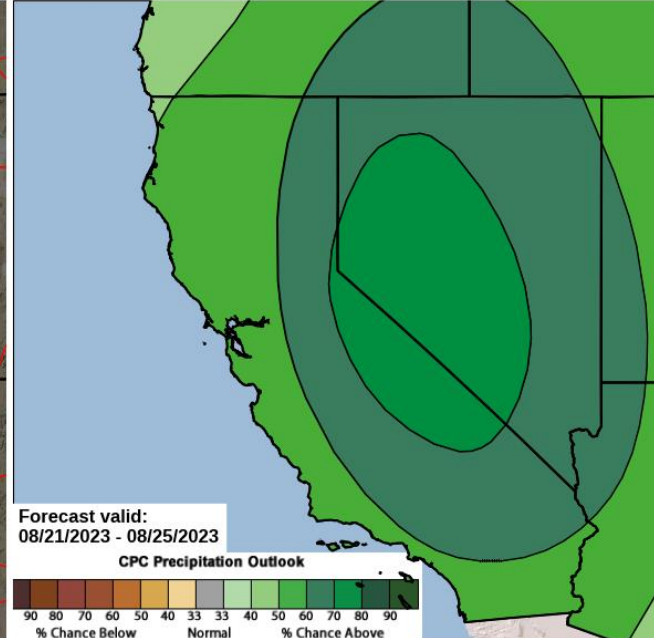 Forecast valid:
08/21/2023 - 08/25/2023
CPC Precipitation Outlook
90 80 70 60 50 40 33 33 40 50 60 70 80 90
% Chance Below Normal % Chance Above